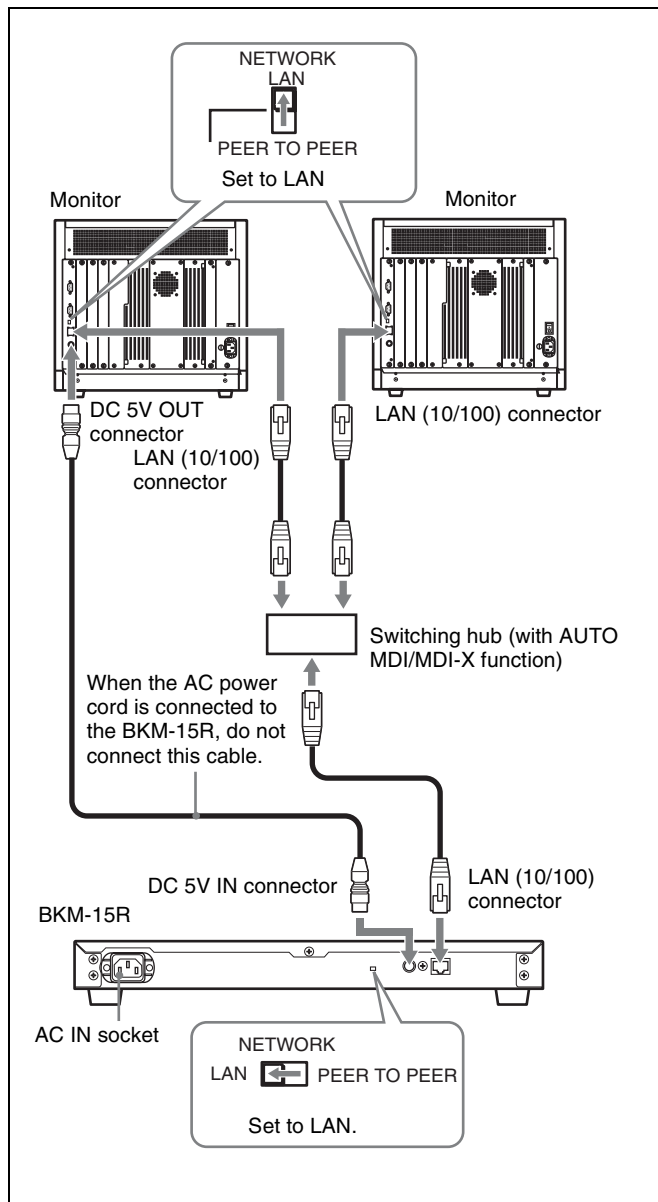 NETWORK
LAN
PEER TO PEER
Set to LAN
Monitor
Monitor
DC 5V OUT
connector
LAN (10/100)
connector
LAN (10/100) connector
Switching hub (with AUTO
MDI/MDI-X function)
When the AC power
cord is connected to
the BKM-15R, do not
connect this cable.
DC 5V IN connector
LAN (10/100)
connector
BKM-15R
AC IN socket
NETWORK
LAN PEER TO PEER
Set to LAN.